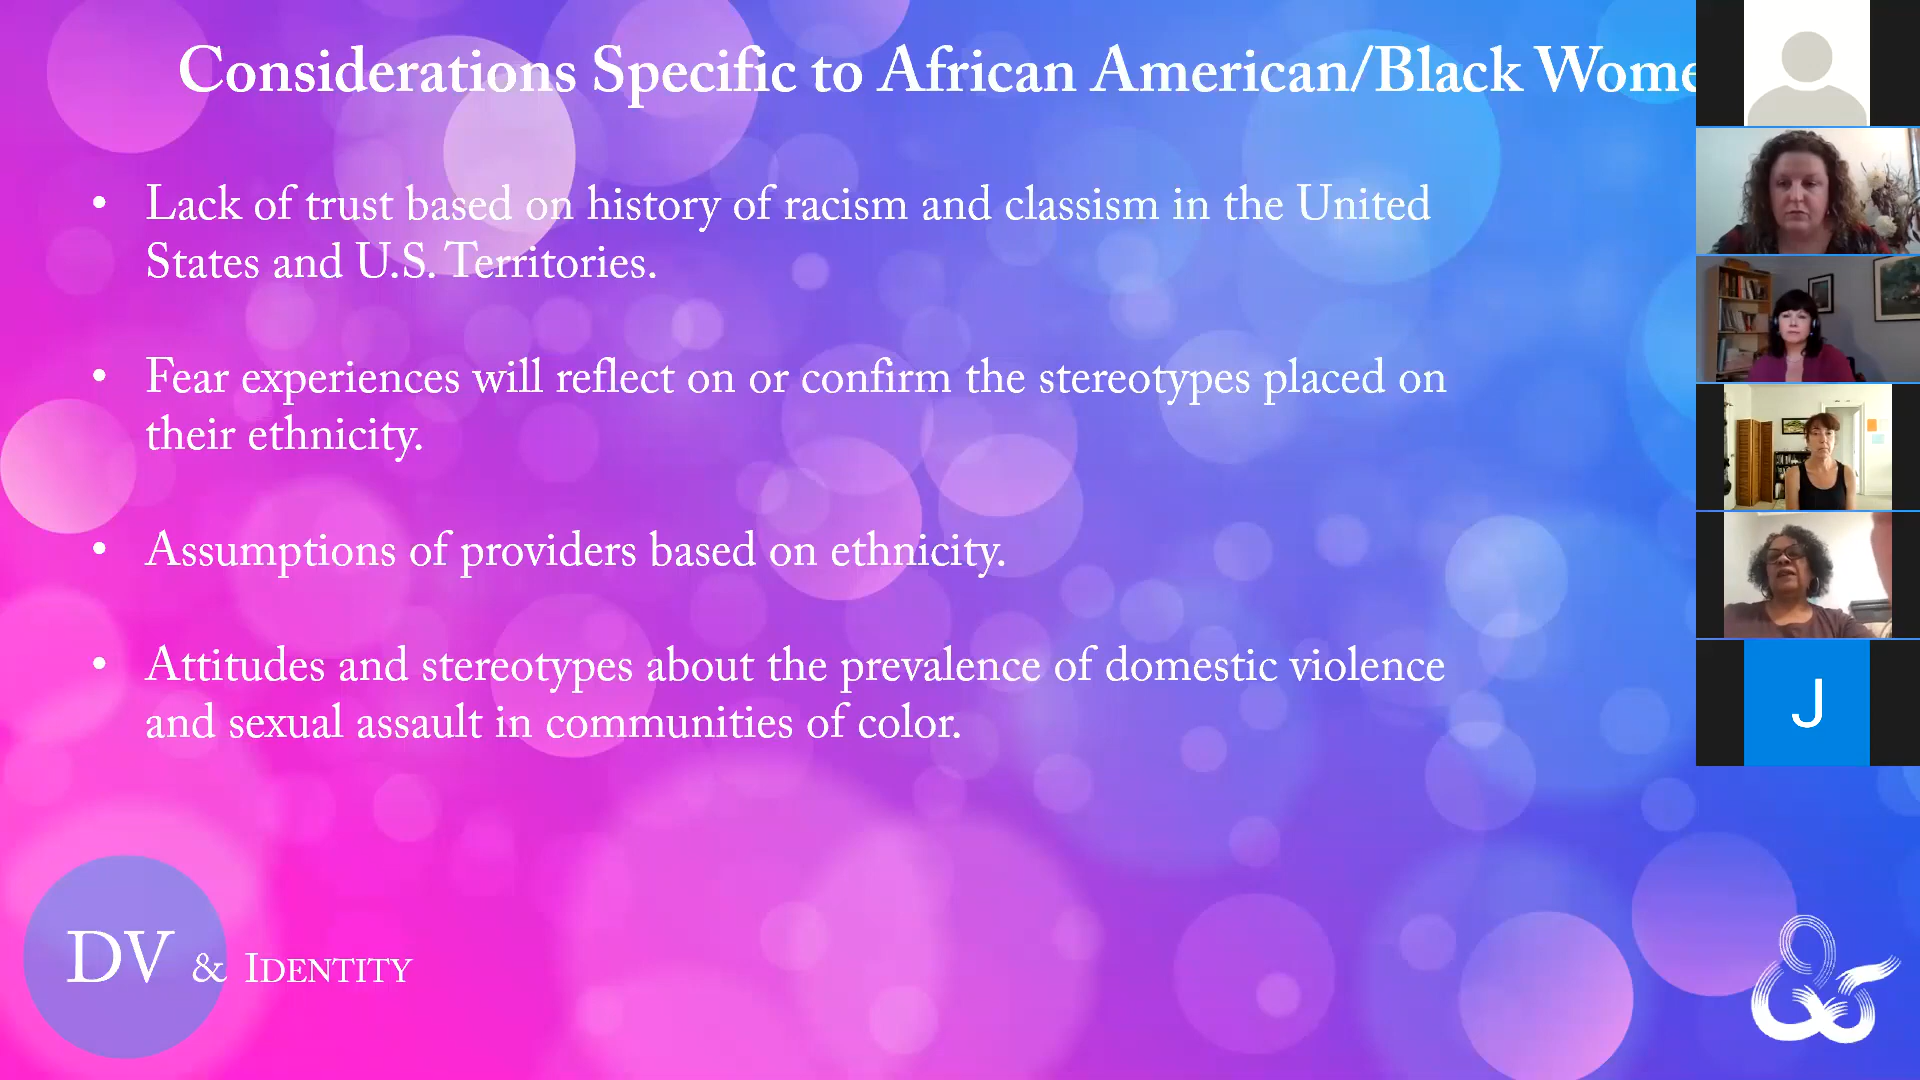 Considerations Specific to African American/Black Wome
• Lack of trust based on history of racism and classism in the United
States and U.S. Territories.
• Fear experiences will reflect on or confirm the stereotypes placed on
their ethnicity.
• Assumptions of providers based on ethnicity.
• Attitudes and stereotypes about the prevalence of domestic violence
and sexual assault in communities of color.
DV & IDENTITY
J